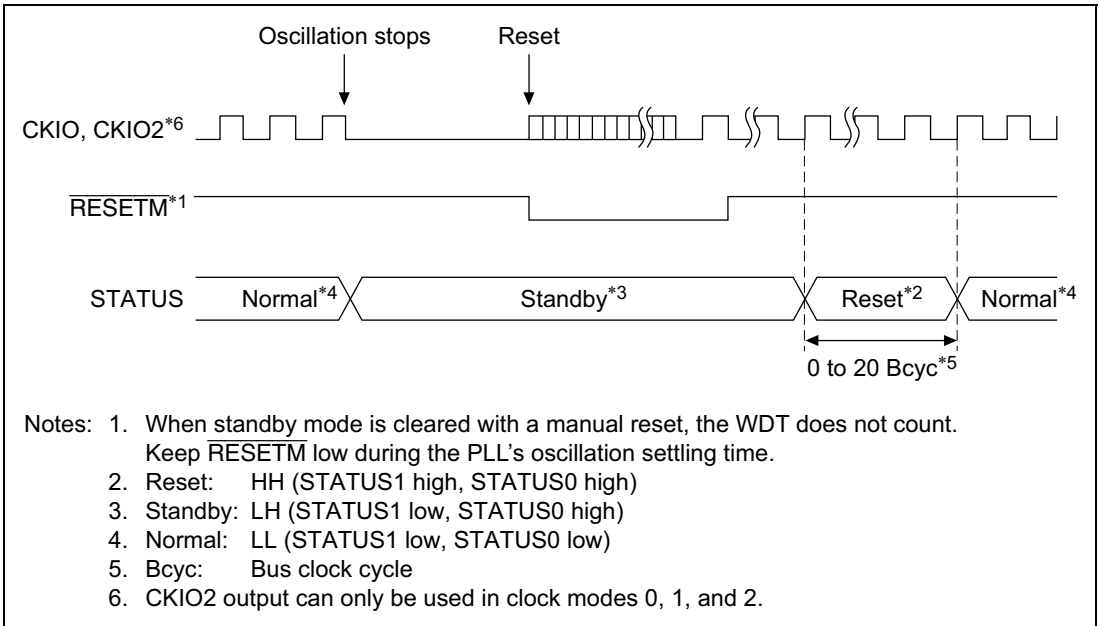 Oscillation stops Reset
CKIO, CKIO2*6
RESETM*1
STATUS Normal*4 Standby*3 Reset*2 Normal*4
0 to 20 Bcyc*5
Notes: 1. When standby mode is cleared with a manual reset, the WDT does not count.
Keep RESETM low during the PLL's oscillation settling time.
2. Reset: HH (STATUS1 high, STATUS0 high)
3. Standby: LH (STATUS1 low, STATUS0 high)
4. Normal: LL (STATUS1 low, STATUS0 low)
5. Bcyc: Bus clock cycle
6. CKIO2 output can only be used in clock modes 0, 1, and 2.